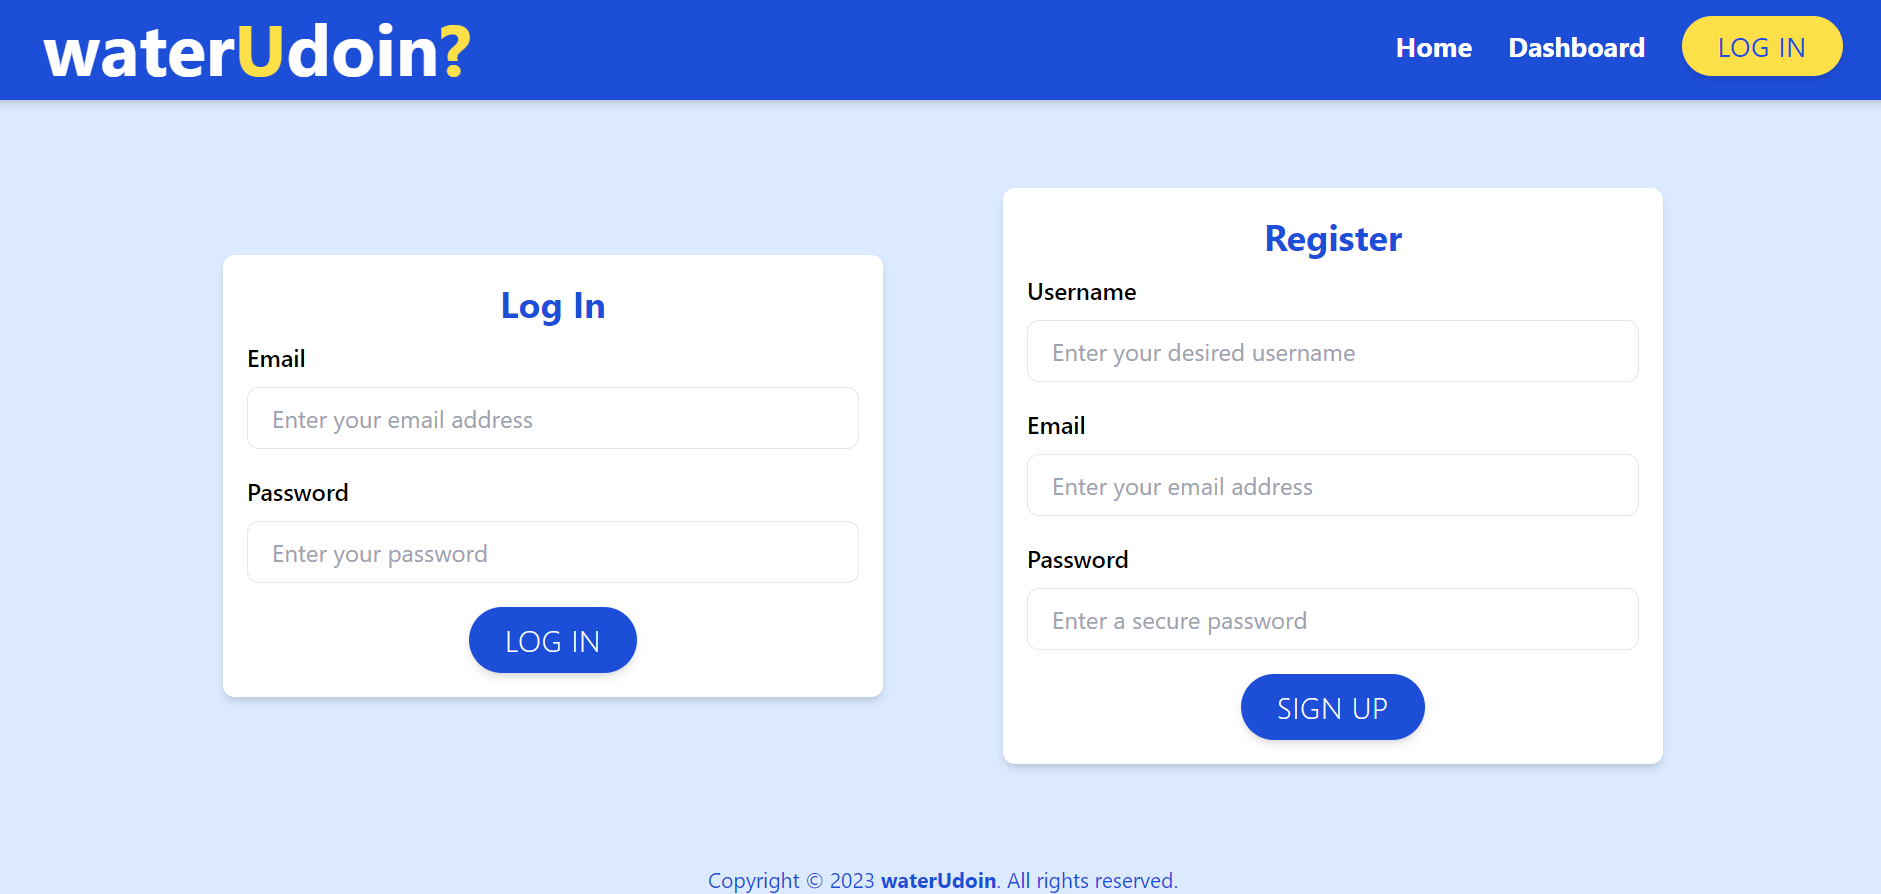 waterUdoin?
Home
Dashboard
LOG IN
Log In
Email
Enter your email address
Password
Enter your password
LOG IN
Register
Username
Enter your desired username
Email
Enter your email address
Password
Enter a secure password
SIGN UP
Copyright © 2023 waterUdoin. All rights reserved.